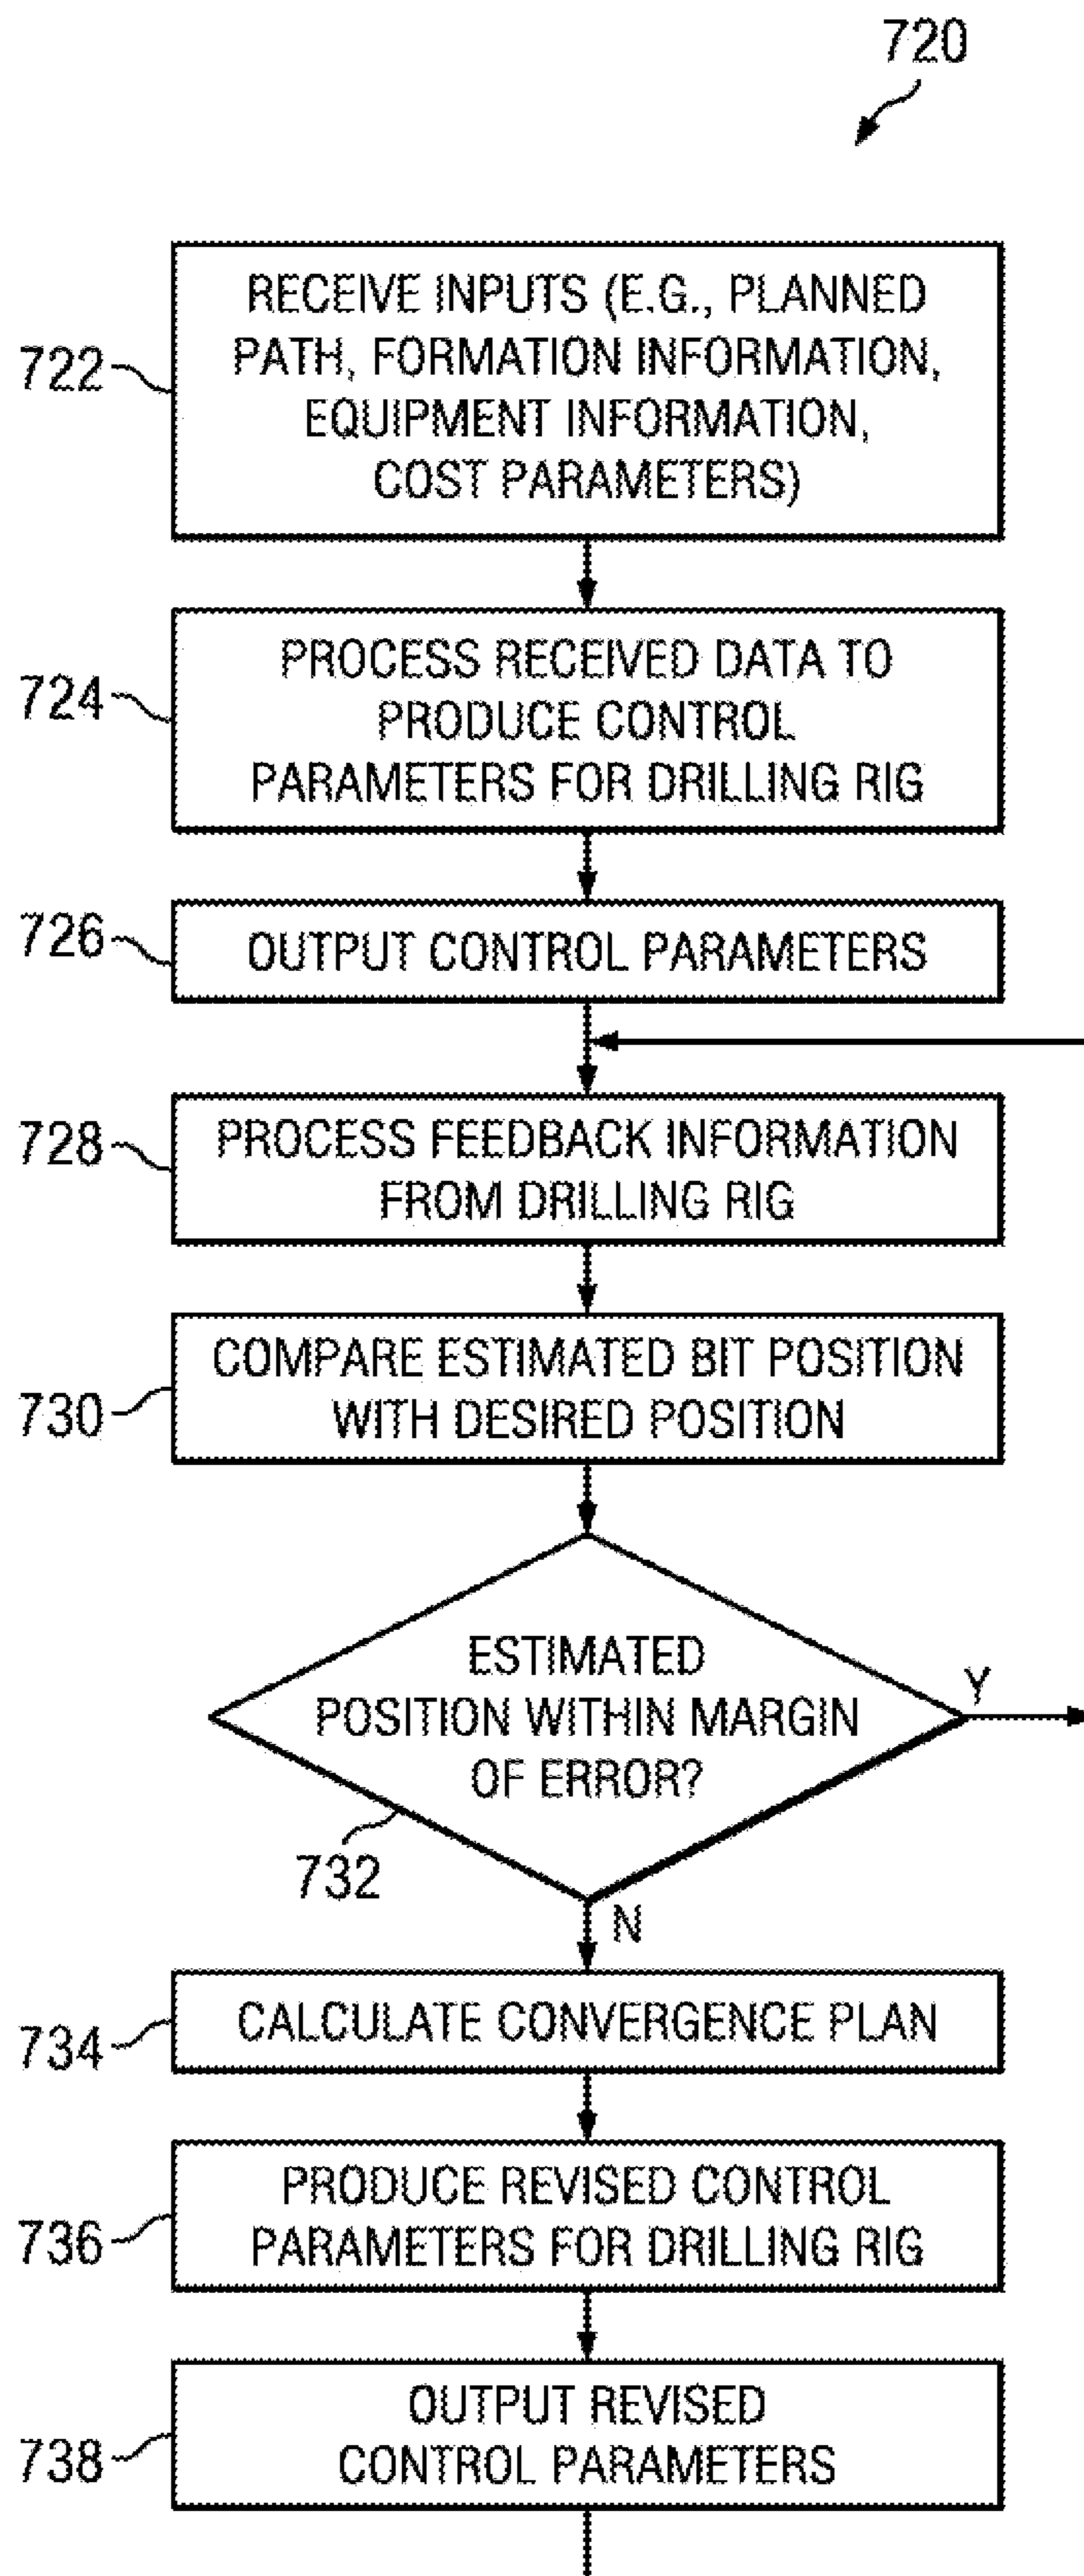 720
722
RECEIVE INPUTS (E.G., PLANNED
PATH, FORMATION INFORMATION,
EQUIPMENT INFORMATION,
COST PARAMETERS)
724
PROCESS RECEIVED DATA TO
PRODUCE CONTROL
PARAMETERS FOR DRILLING RIG
726
OUTPUT CONTROL PARAMETERS
728
PROCESS FEEDBACK INFORMATION
FROM DRILLING RIG
730
COMPARE ESTIMATED BIT POSITION
WITH DESIRED POSITION
ESTIMATED
POSITION WITHIN MARGIN
OF ERROR?
Y
732
N
734
CALCULATE CONVERGENCE PLAN
736
PRODUCE REVISED CONTROL
PARAMETERS FOR DRILLING RIG
738
OUTPUT REVISED
CONTROL PARAMETERS